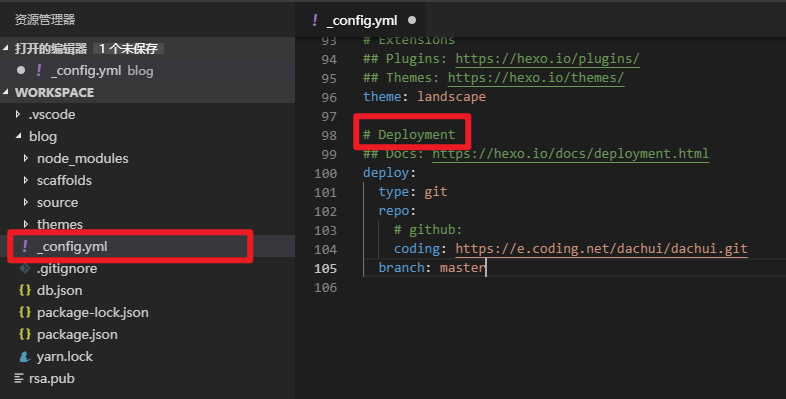 资源管理器
打开的编辑器 1 个未保存
! _config.yml blog
WORKSPACE
.vscode
blog
node_modules
scaffolds
source
themes
! _config.yml
.gitignore
{} db.json
{} package-lock.json
{} package.json
yarn.lock
rsa.pub
! _config.yml
93 # Extensions
94 ## Plugins: https://hexo.io/plugins/
95 ## Themes: https://hexo.io/themes/
96 theme: landscape
97
98 # Deployment
99 ## Docs: https://hexo.io/docs/deployment.html
100 deploy:
101 type: git
102 repo:
103 # github:
104 coding: https://e.coding.net/dachui/dachui.git
105 branch: master
106